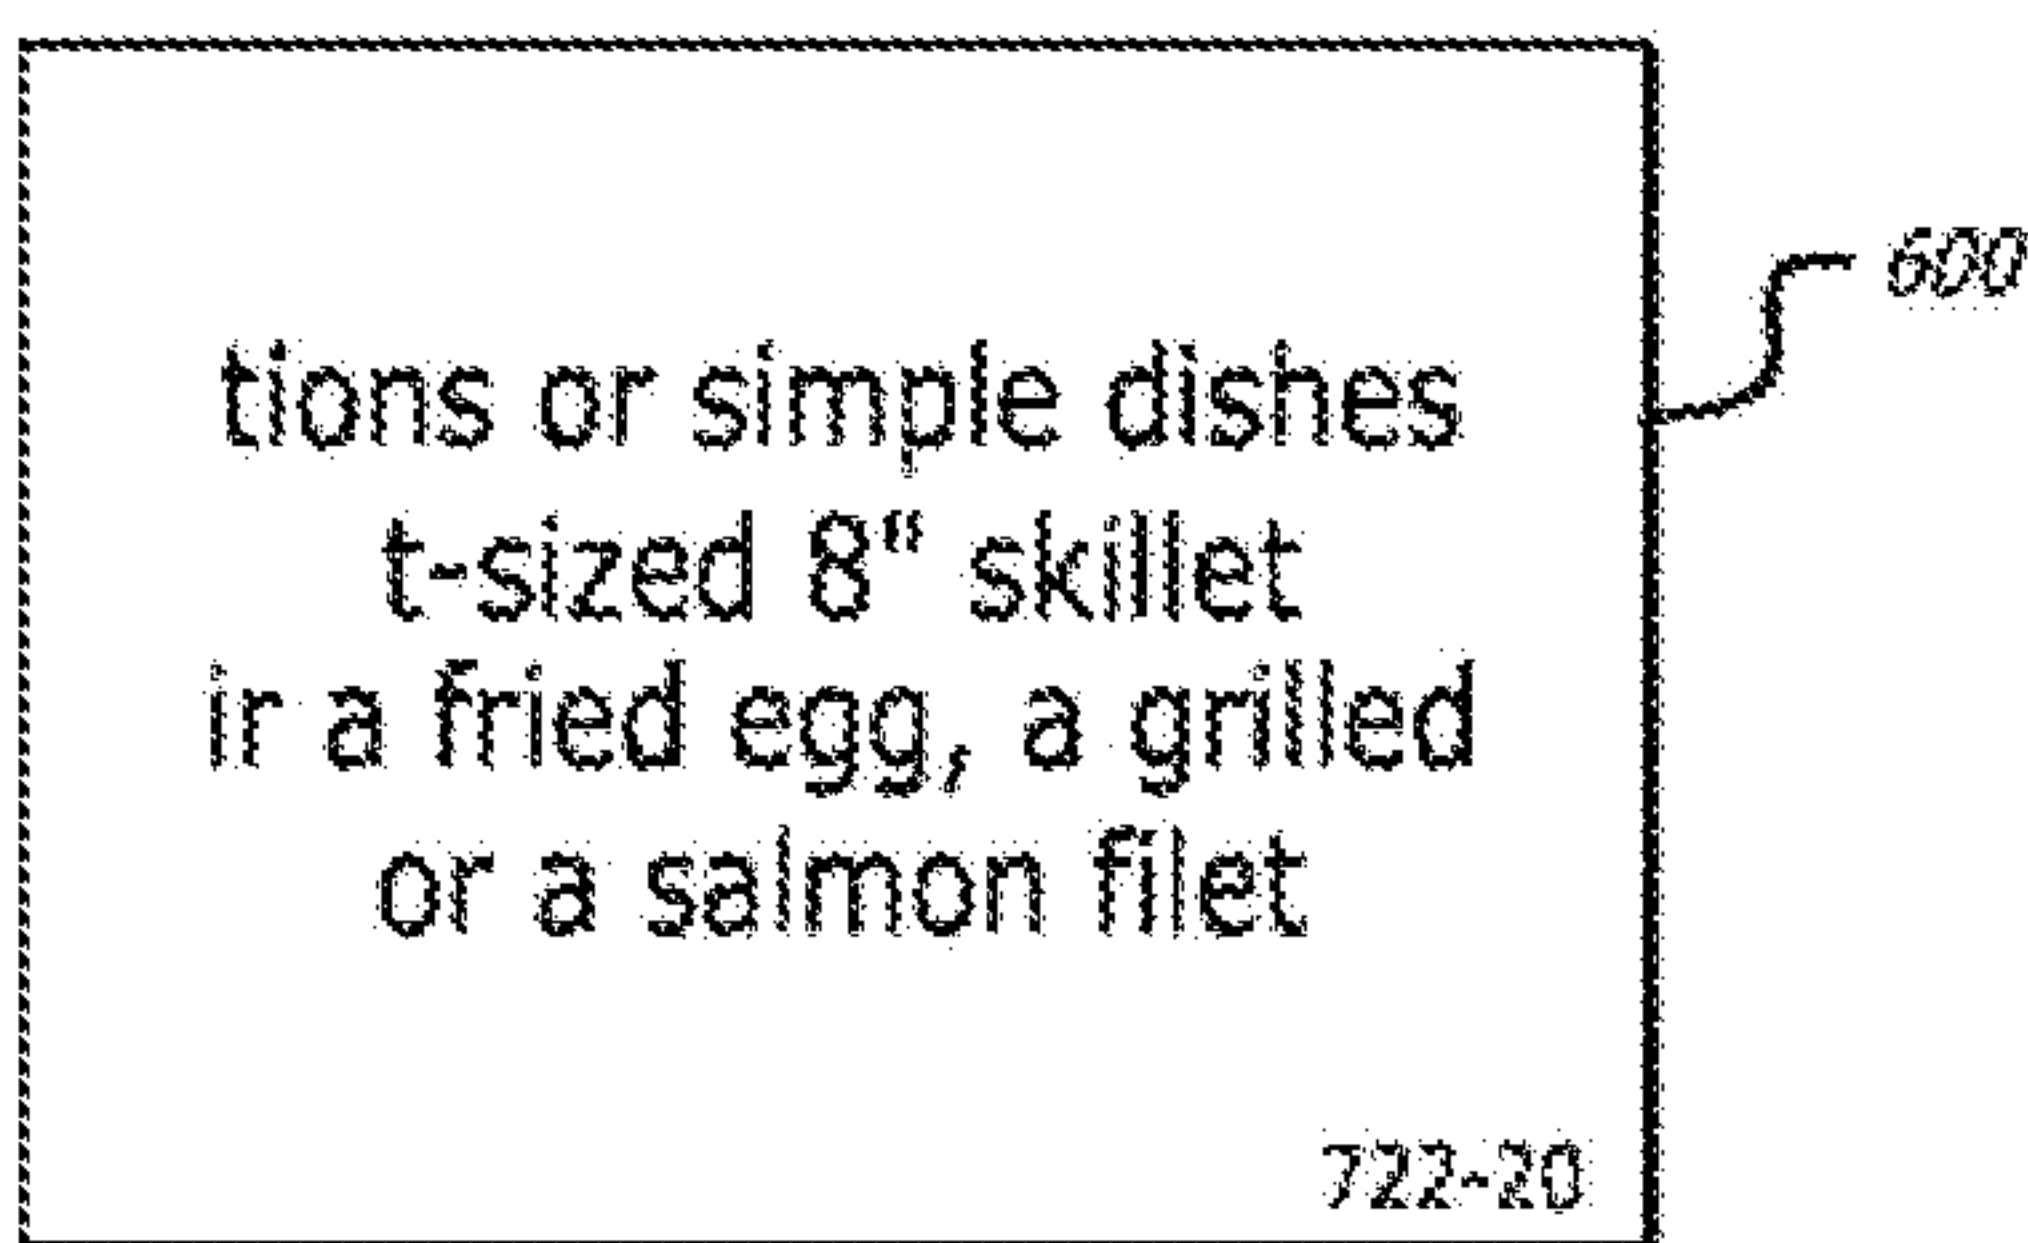 600
tions or simple dishes
t-sized 8" skillet
ir a fried egg, a grilled
or a salmon filet
722-20